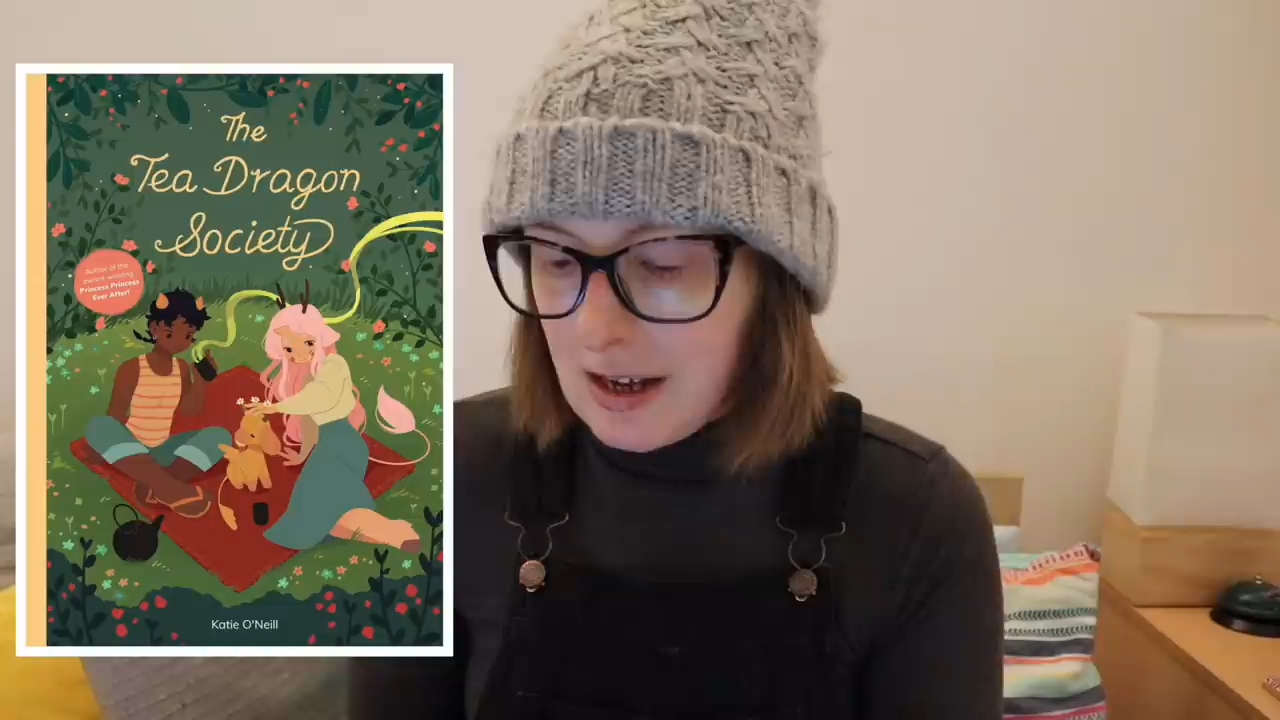 The
Tea Dragon
Society
Author of the
award-winning
Princess Princess
Ever After!
Katie O'Neill